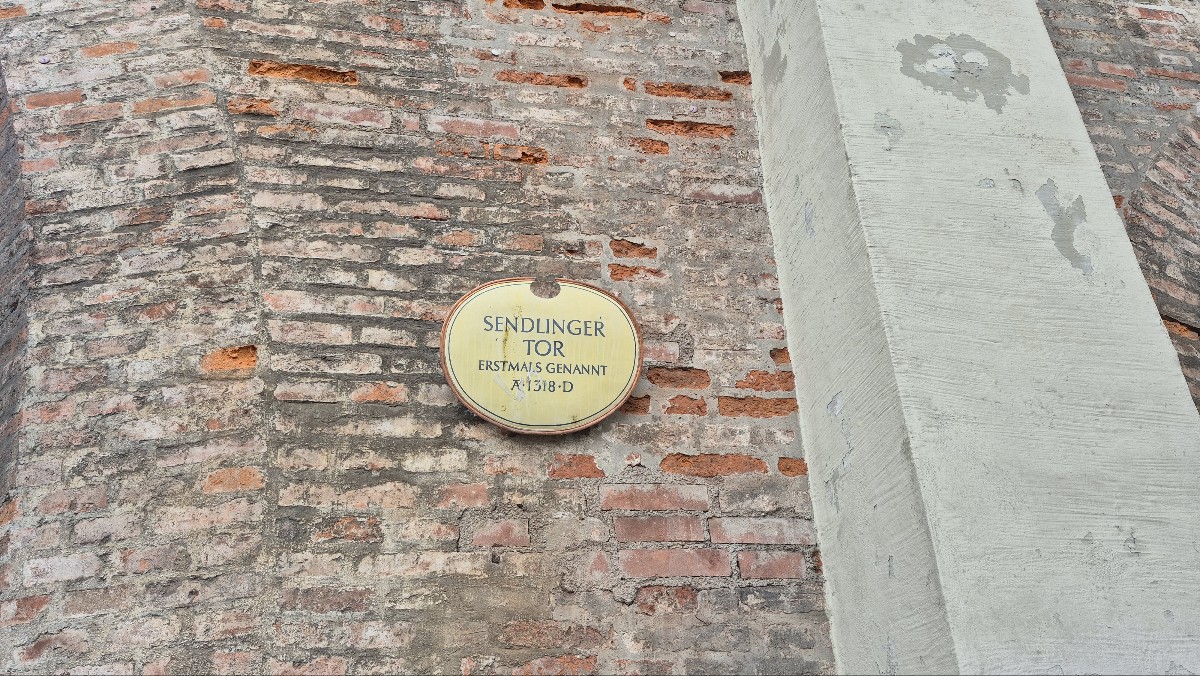 SENDLINGER
TOR
ERSTMALS GENANNT
A·1318·D